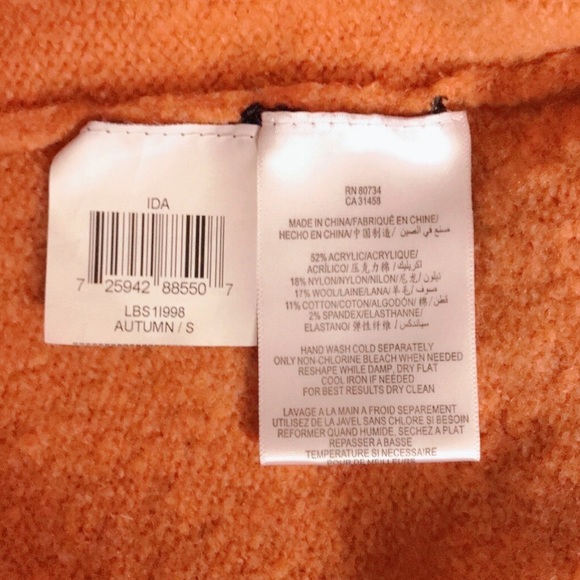 IDA
7 25942 88550 7
LBS1I998
AUTUMN / S
RN 80734
CA 31458
MADE IN CHINA/FABRIQUÉ EN CHINE/
HECHO EN CHINA/中国制造/ صنع في الصين
52% ACRYLIC/ACRYLIQUE/
ACRÍLICO/压克力棉/اكريليك
18% NYLON/NYLON/NILON/尼龙/نيلون
17% WOOL/LAINE/LANA/羊毛/صوف
11% COTTON/COTON/ALGODÓN/棉/قطن
2% SPANDEX/ELASTHANNE/
ELASTANO/弹性纤维/سباندكس
HAND WASH COLD SEPARATELY
ONLY NON-CHLORINE BLEACH WHEN NEEDED
RESHAPE WHILE DAMP, DRY FLAT
COOL IRON IF NEEDED
FOR BEST RESULTS DRY CLEAN
LAVAGE A LA MAIN A FROID SEPAREMENT
UTILISEZ DE LA JAVEL SANS CHLORE SI BESOIN
REFORMER QUAND HUMIDE, SECHEZ A PLAT
REPASSER A BASSE
TEMPERATURE SI NECESSAIRE
POUR DE MEILLEURS